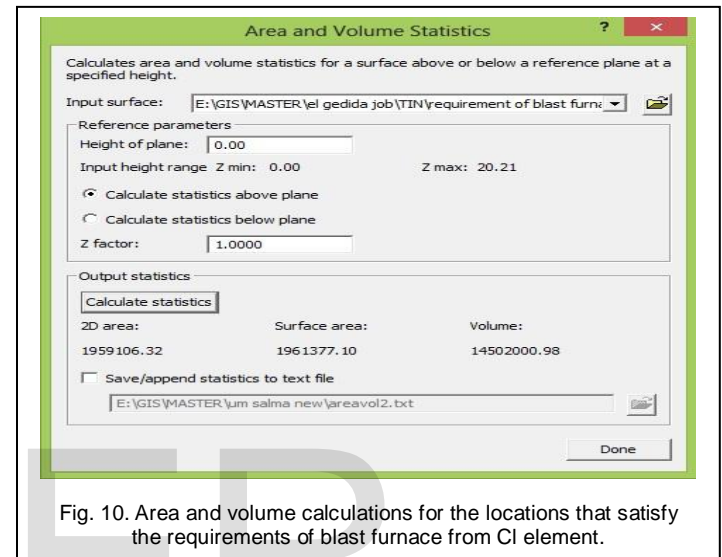 Area and Volume Statistics ? ×
Calculates area and volume statistics for a surface above or below a reference plane at a
specified height.
Input surface: E:\GIS\MASTER\el gedida job\TIN\requirement of blast furna
Reference parameters
Height of plane: 0.00
Input height range Z min: 0.00 Z max: 20.21
Calculate statistics above plane
Calculate statistics below plane
Z factor: 1.0000
Output statistics
Calculate statistics
2D area: Surface area: Volume:
1959106.32 1961377.10 14502000.98
Save/append statistics to text file
E:\GIS\MASTER\um salma new\areavol2.txt
Done
Fig. 10. Area and volume calculations for the locations that satisfy
the requirements of blast furnace from Cl element.